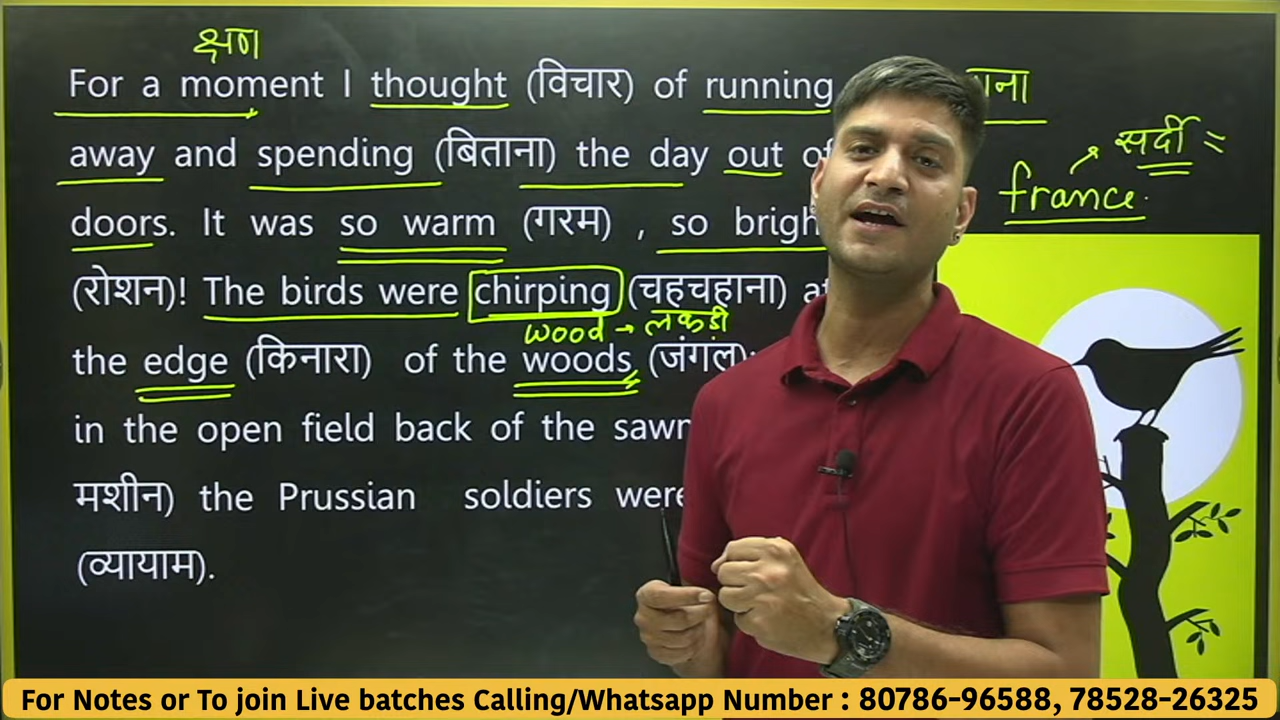 क्षण
For a moment I thought (विचार) of running
away and spending (बिताना) the day out of
doors. It was so warm (गरम) , so brigh
(रोशन)! The birds were chirping (चहचहाना) at
wood → लकडी
the edge (किनारा) of the woods (जंगल);
in the open field back of the sawm
मशीन) the Prussian soldiers were
(व्यायाम).
सर्दी =
france.
For Notes or To join Live batches Calling/Whatsapp Number : 80786-96588, 78528-26325